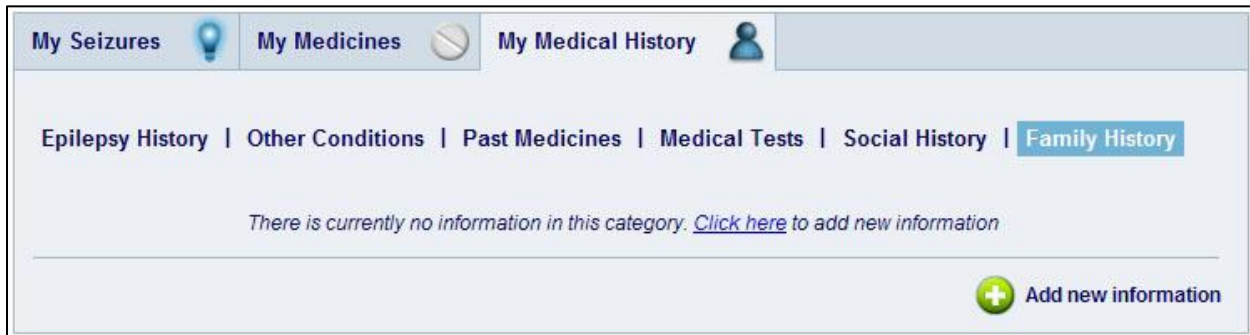 My Seizures My Medicines My Medical History
Epilepsy History | Other Conditions | Past Medicines | Medical Tests | Social History | Family History
There is currently no information in this category. Click here to add new information
Add new information